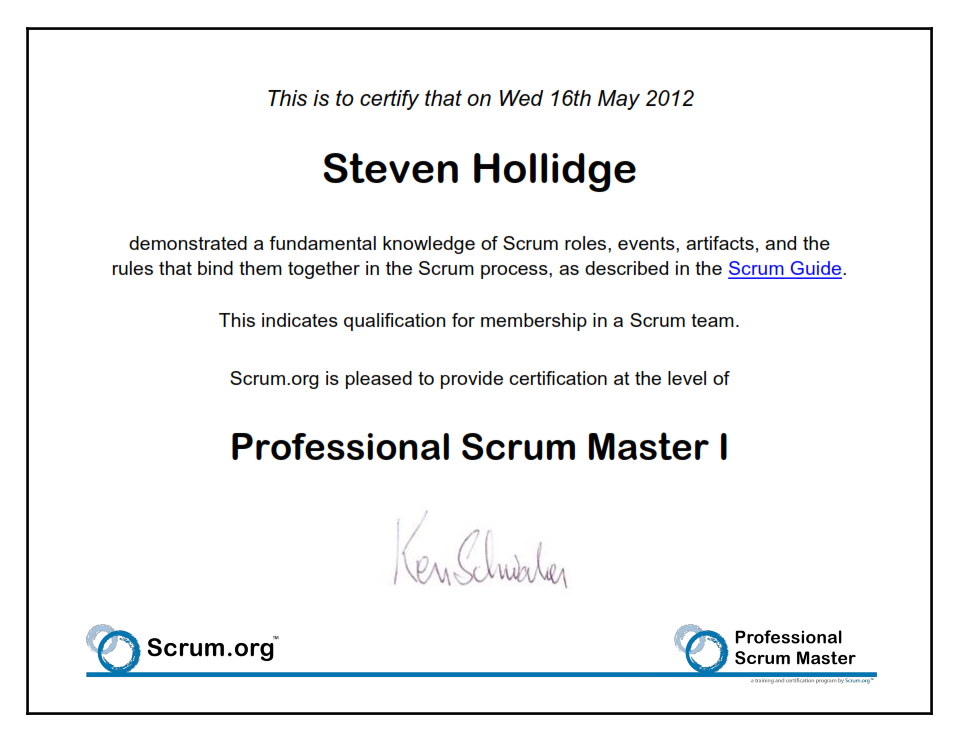 This is to certify that on Wed 16th May 2012
Steven Hollidge
demonstrated a fundamental knowledge of Scrum roles, events, artifacts, and the
rules that bind them together in the Scrum process, as described in the Scrum Guide.
This indicates qualification for membership in a Scrum team.
Scrum.org is pleased to provide certification at the level of
Professional Scrum Master I
Ken Schwaber
Scrum.org™
Professional
Scrum Master
a training and certification program by Scrum.org™